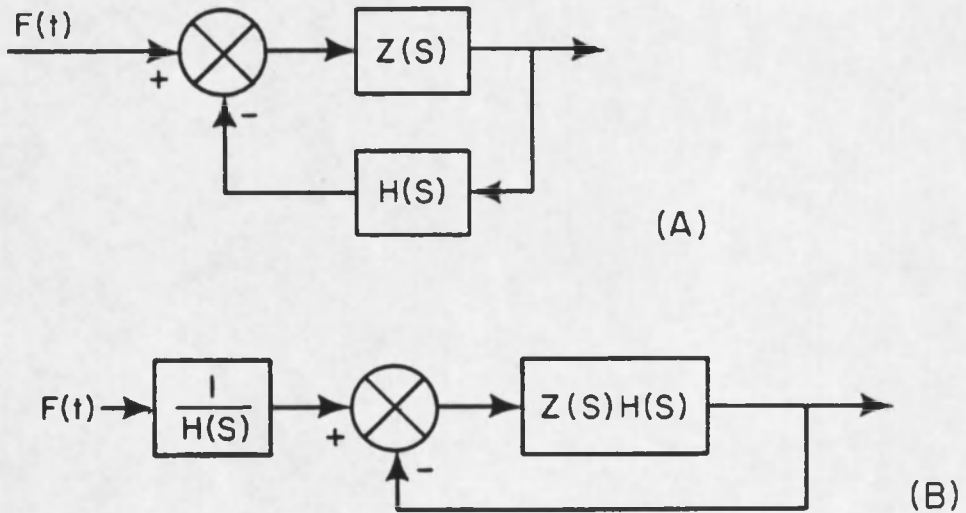 F(t)
+
-
Z(S)
H(S)
(A)
F(t)
1
H(S)
+
-
Z(S)H(S)
(B)